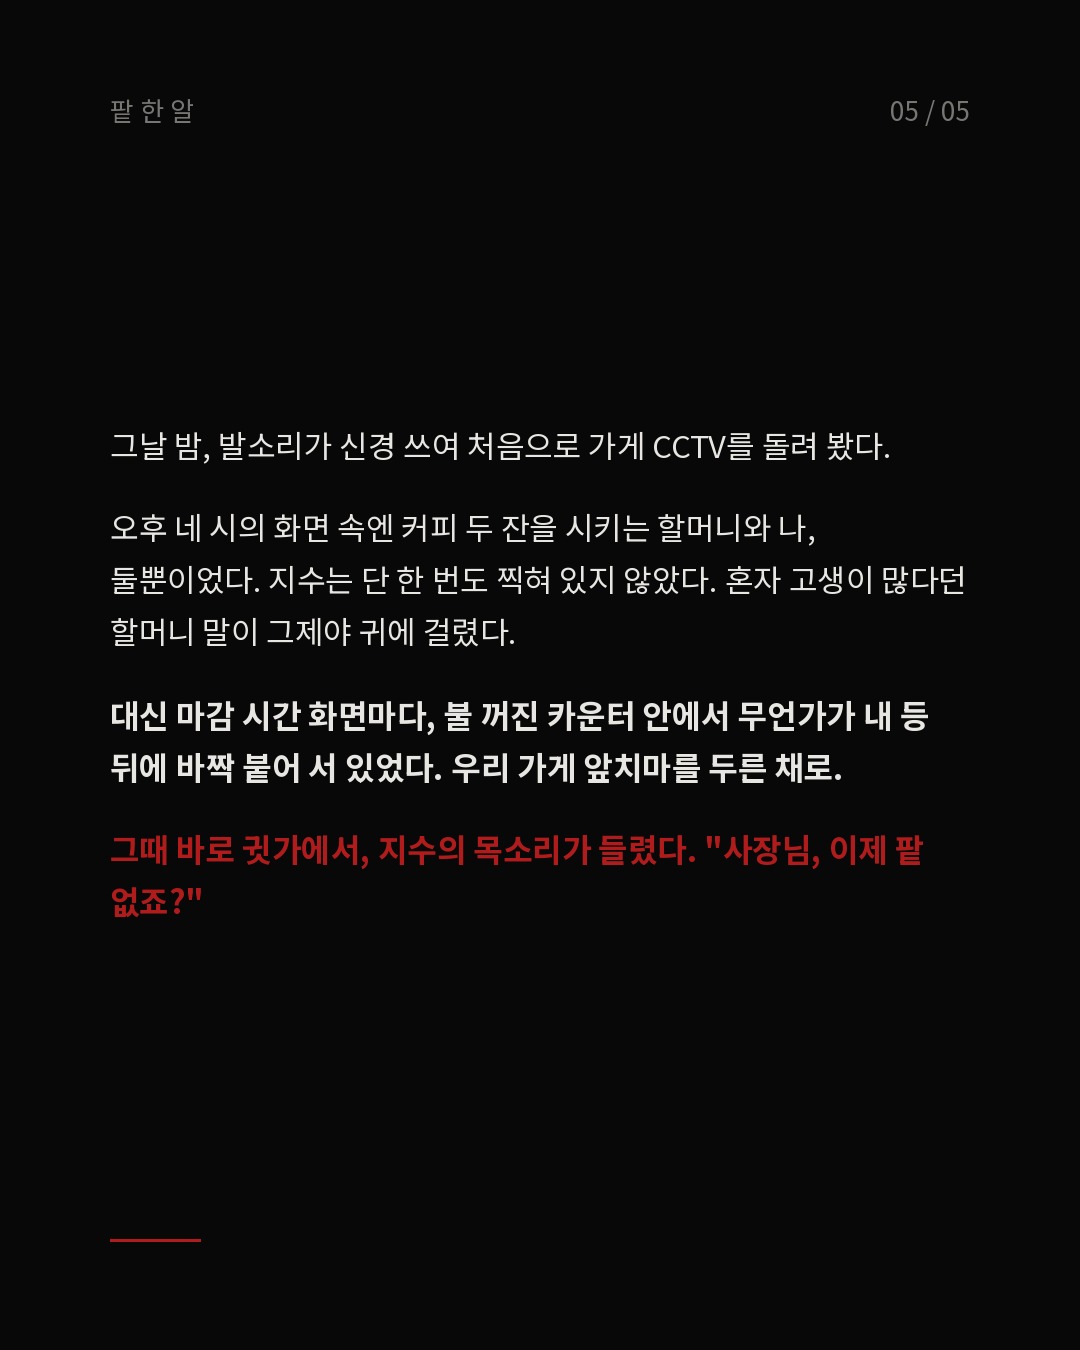 팥 한 알
05 / 05
그날 밤, 발소리가 신경 쓰여 처음으로 가게 CCTV를 돌려 봤다.
오후 네 시의 화면 속엔 커피 두 잔을 시키는 할머니와 나,
둘뿐이었다. 지수는 단 한 번도 찍혀 있지 않았다. 혼자 고생이 많다던
할머니 말이 그제야 귀에 걸렸다.
대신 마감 시간 화면마다, 불 꺼진 카운터 안에서 무언가가 내 등
뒤에 바짝 붙어 서 있었다. 우리 가게 앞치마를 두른 채로.
그때 바로 귓가에서, 지수의 목소리가 들렸다. "사장님, 이제 팥
없죠?"